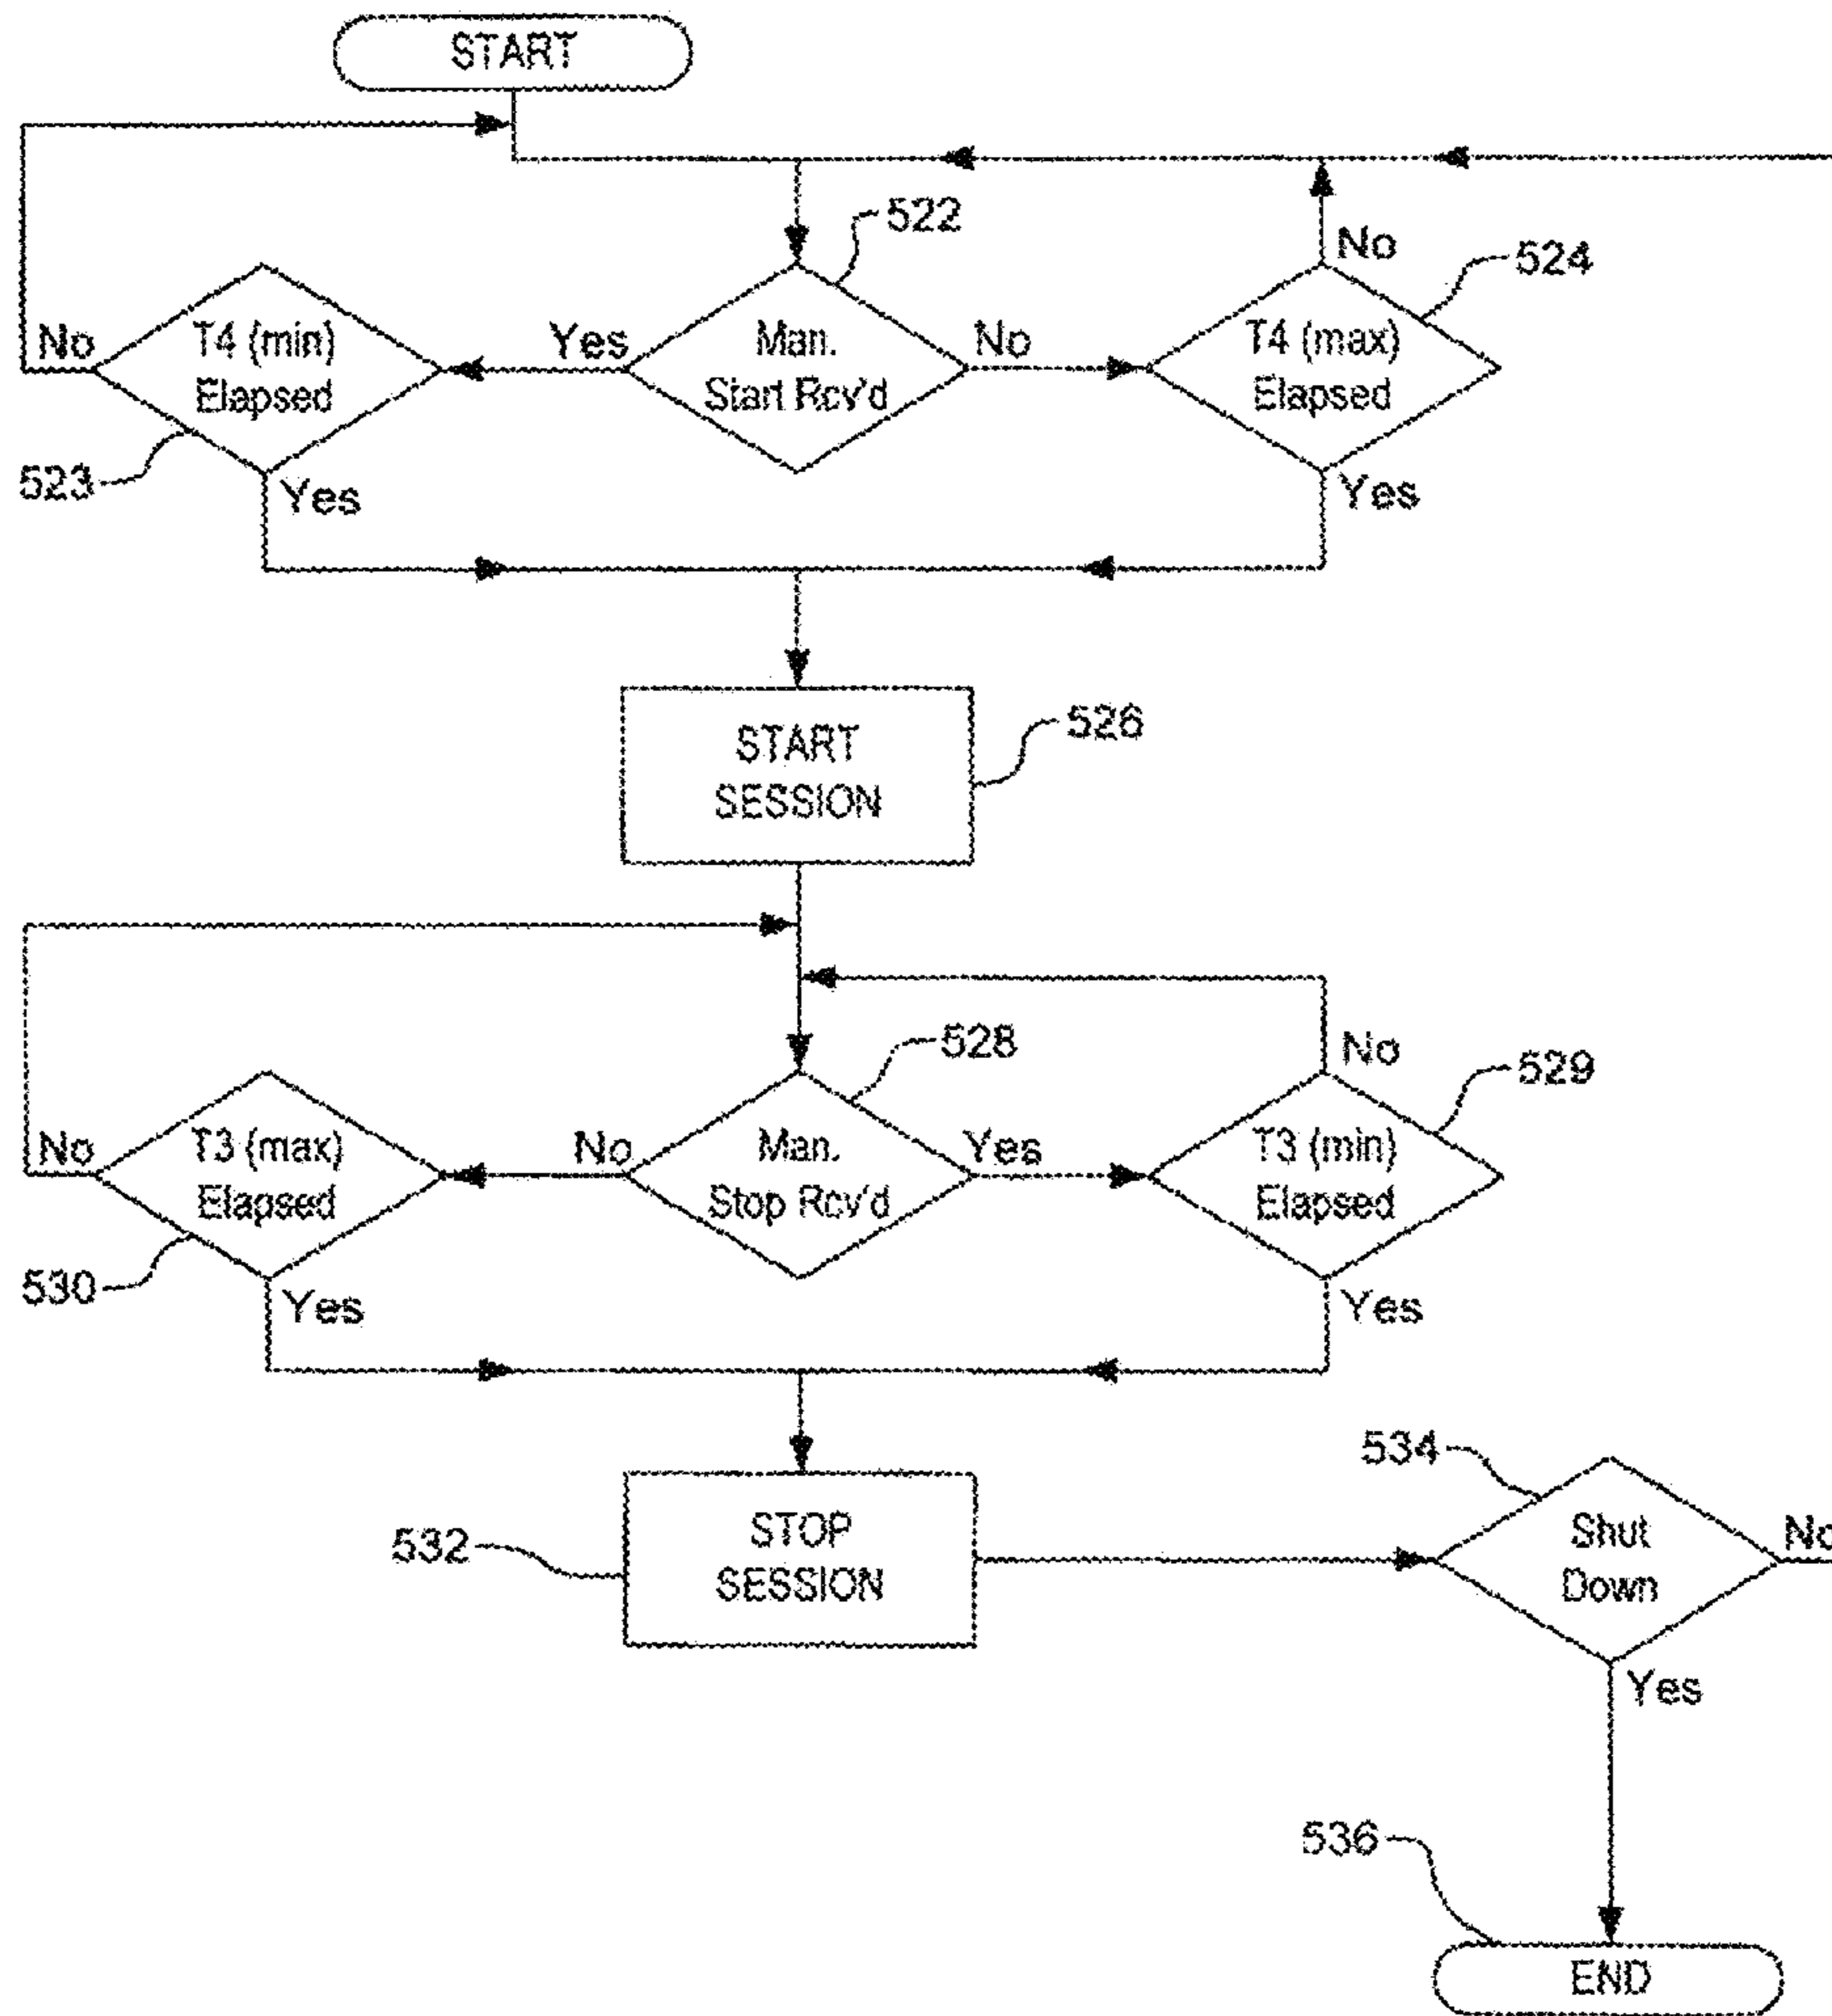 START
522
524
No
No
T4 (min)
Elapsed
Yes
Man.
Start Rcv'd
No
T4 (max)
Elapsed
523
Yes
Yes
START
SESSION
526
528
No
529
No
T3 (max)
Elapsed
No
Man.
Stop Rcv'd
Yes
T3 (min)
Elapsed
530
Yes
Yes
534
532
STOP
SESSION
Shut
Down
No
Yes
536
END